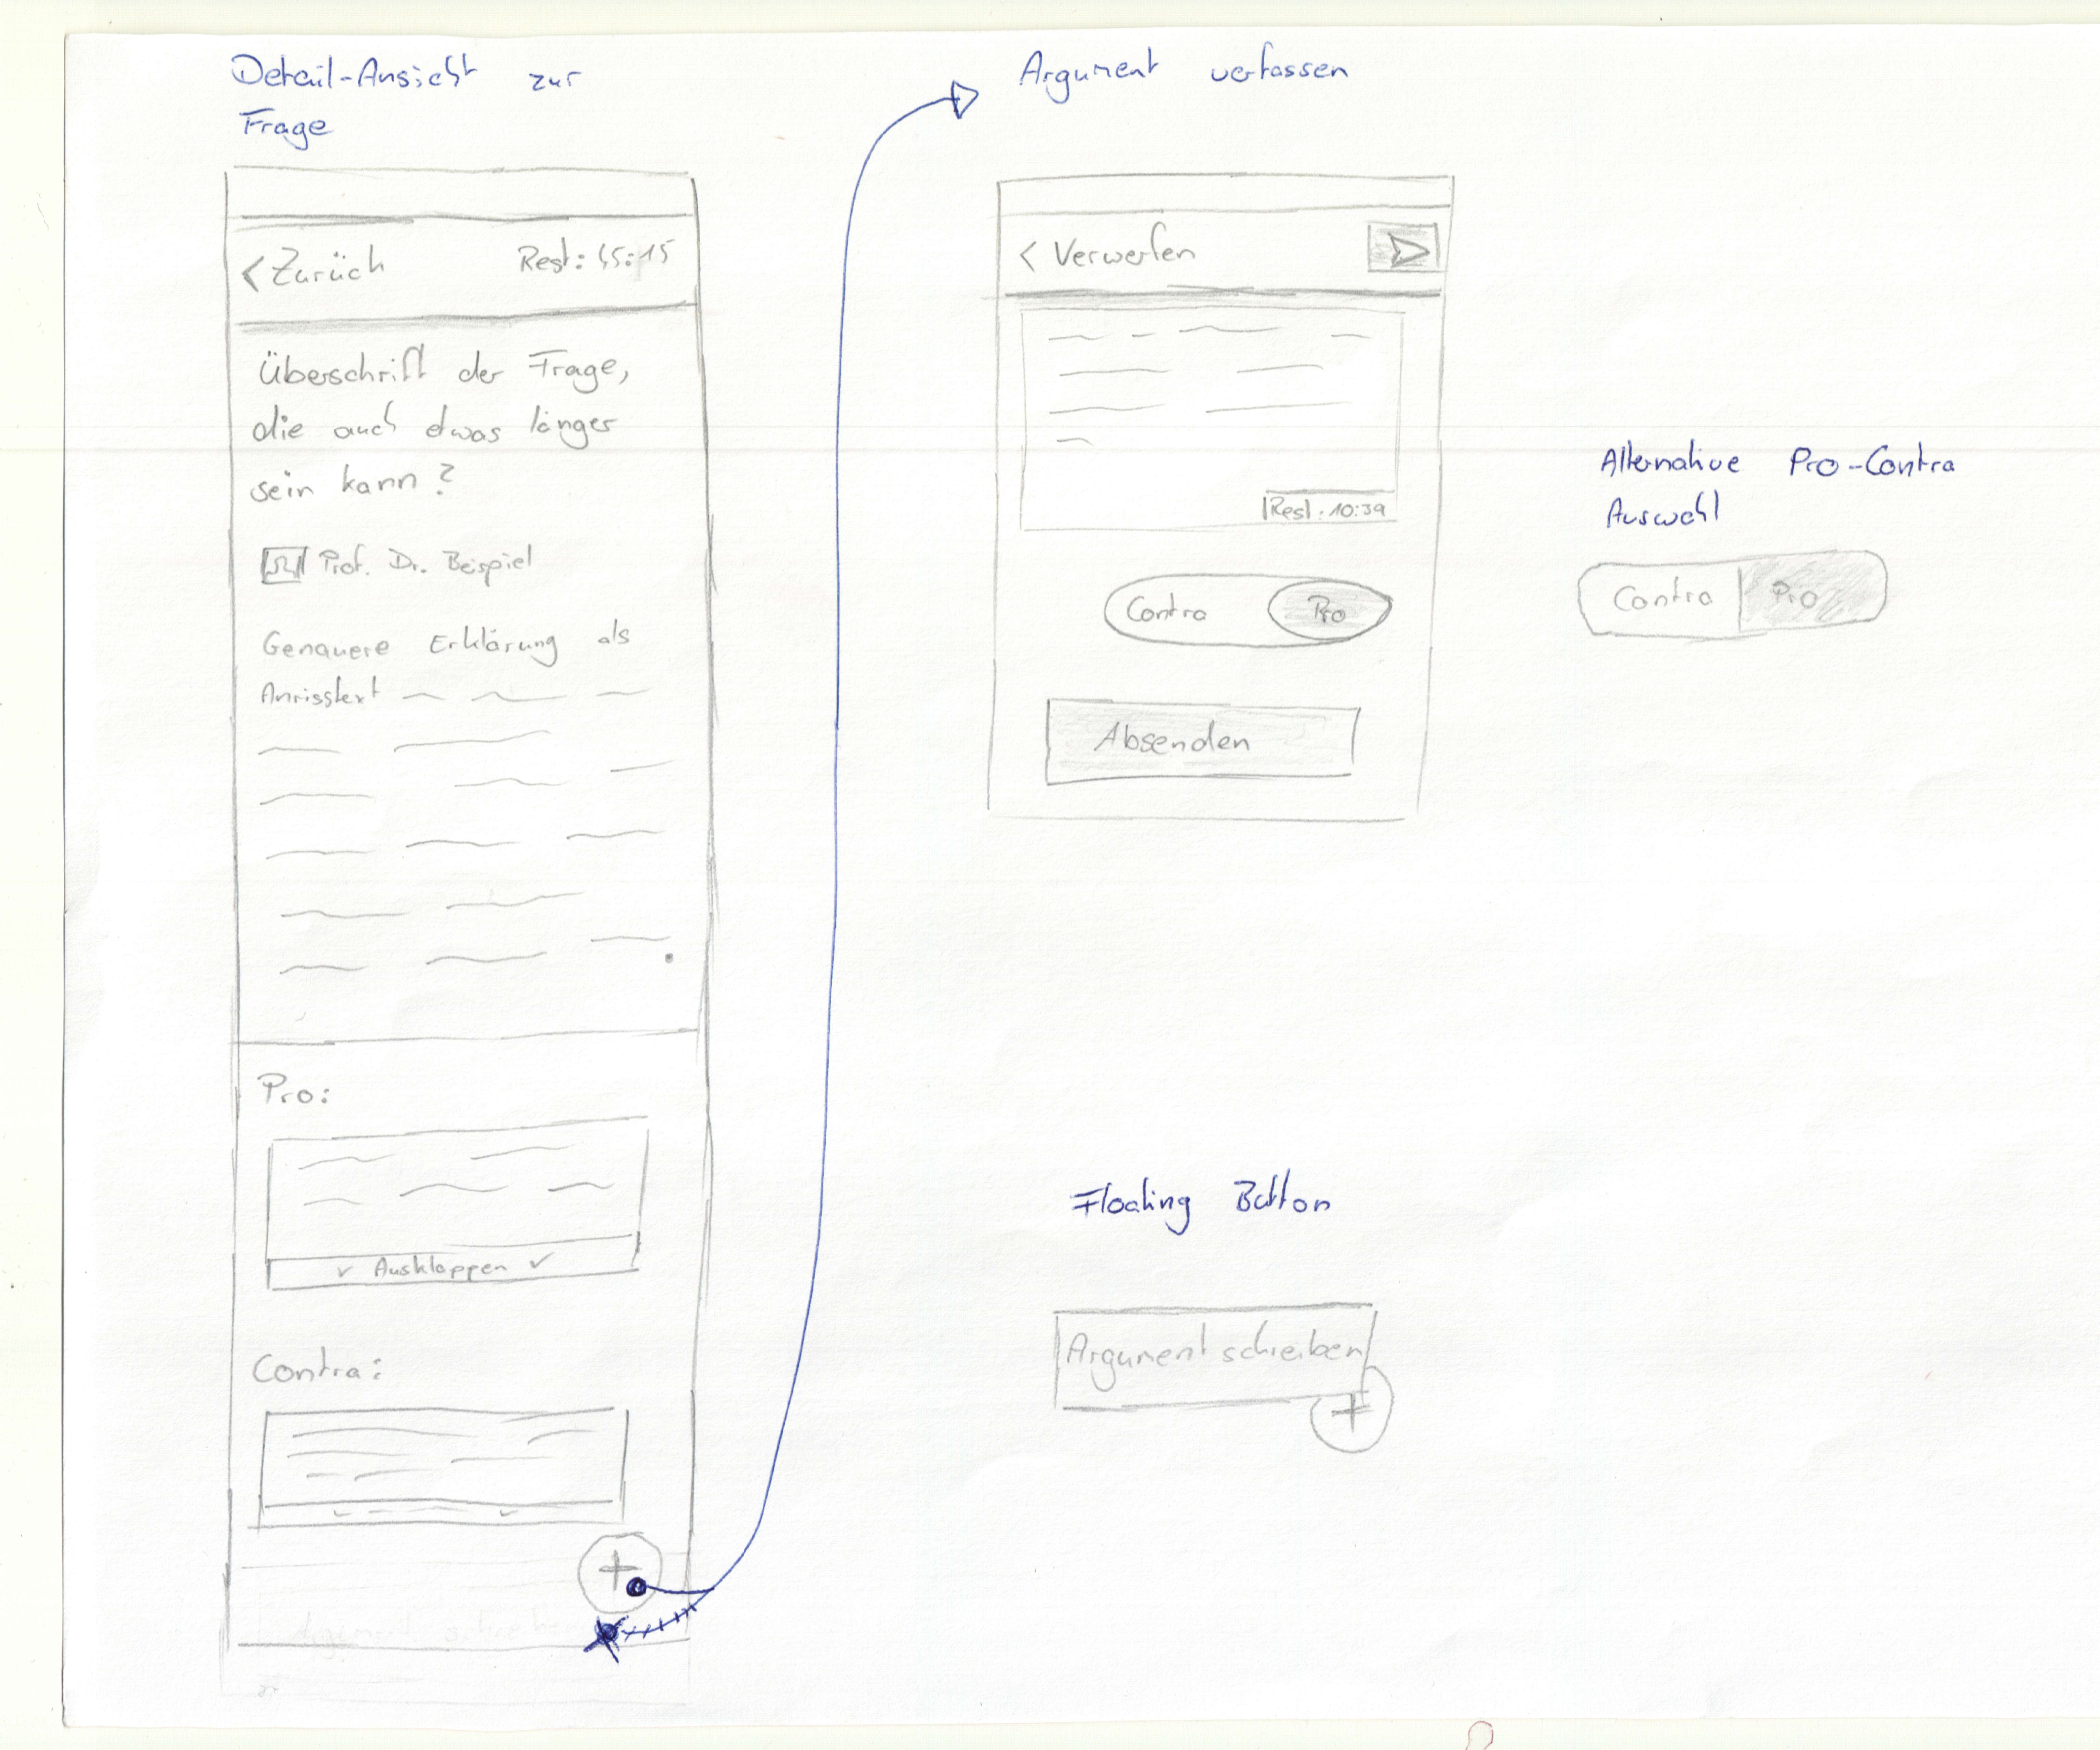 Detail-Ansicht zur
Frage
< Zurück Rest: 45:15
Überschrift der Frage,
die auch etwas länger
sein kann?
Prof. Dr. Beispiel
Genauere Erklärung als
Anrisstext
Pro:
Ausklappen
Contra:
+
Argument verfassen
< Verwerfen
Rest: 10:39
Contra Pro
Absenden
Alternative Pro-Contra
Auswahl
Contra Pro
Floating Button
Argument schreiben
+